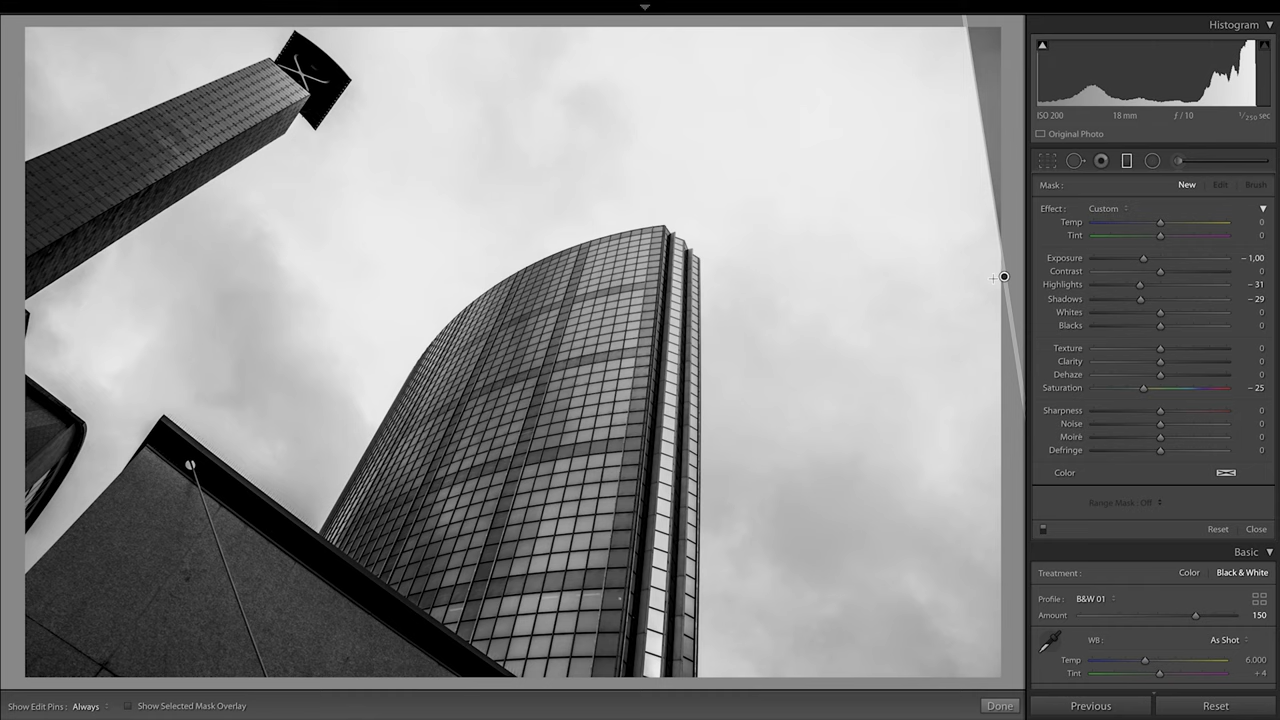 Histogram
ISO 200 18 mm ƒ / 10 1/250 sec
Original Photo
Mask : New Edit Brush
Effect : Custom
Temp 0
Tint 0
Exposure – 1,00
Contrast 0
Highlights – 31
Shadows – 29
Whites 0
Blacks 0
Texture 0
Clarity 0
Dehaze 0
Saturation – 25
Sharpness 0
Noise 0
Moiré 0
Defringe 0
Color
Range Mask : Off
Reset Close
Basic
Treatment : Color Black & White
Profile : B&W 01
Amount 150
WB : As Shot
Temp 6.000
Tint + 4
Show Edit Pins : Always Show Selected Mask Overlay Done Previous Reset